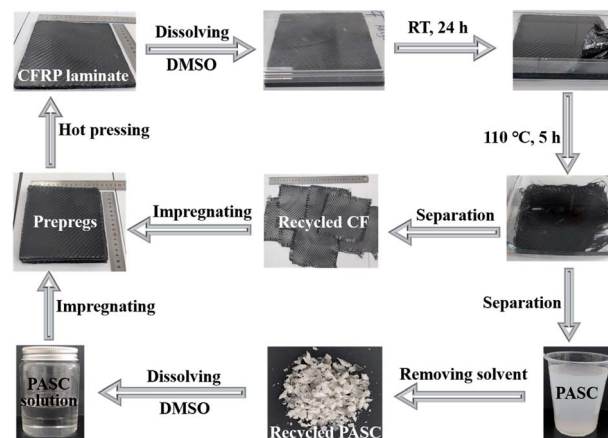 Dissolving
DMSO
RT, 24 h
CFRP laminate
Hot pressing
110 °C, 5 h
Prepregs
Impregnating
Recycled CF
Separation
Impregnating
Separation
PASC
solution
Dissolving
DMSO
Recycled PASC
Removing solvent
PASC